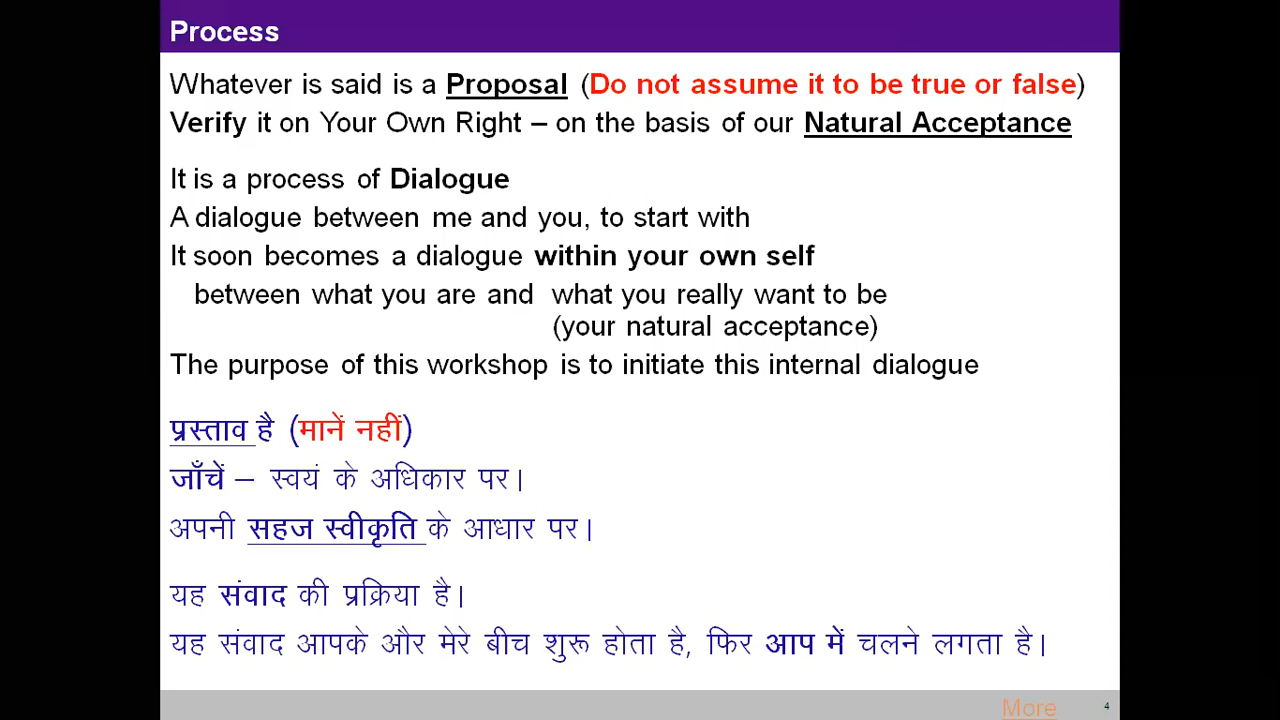 Process
Whatever is said is a Proposal (Do not assume it to be true or false)
Verify it on Your Own Right – on the basis of our Natural Acceptance
It is a process of Dialogue
A dialogue between me and you, to start with
It soon becomes a dialogue within your own self
between what you are and what you really want to be
(your natural acceptance)
The purpose of this workshop is to initiate this internal dialogue
प्रस्ताव है (मानें नहीं)
जाँचें – स्वयं के अधिकार पर।
अपनी सहज स्वीकृति के आधार पर।
यह संवाद की प्रक्रिया है।
यह संवाद आपके और मेरे बीच शुरू होता है, फिर आप में चलने लगता है।
More 4